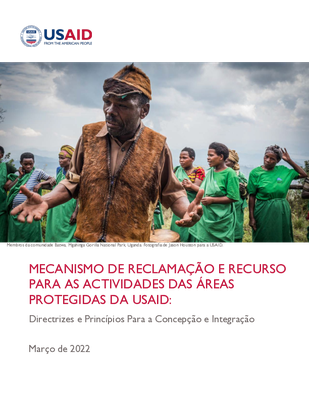 USAID
FROM THE AMERICAN PEOPLE
Membros da comunidade Batwa, Mgahinga Gorilla National Park, Uganda. Fotografia de Jason Houston para a USAID.
MECANISMO DE RECLAMAÇÃO E RECURSO
PARA AS ACTIVIDADES DAS ÁREAS
PROTEGIDAS DA USAID:
Directrizes e Princípios Para a Concepção e Integração
Março de 2022